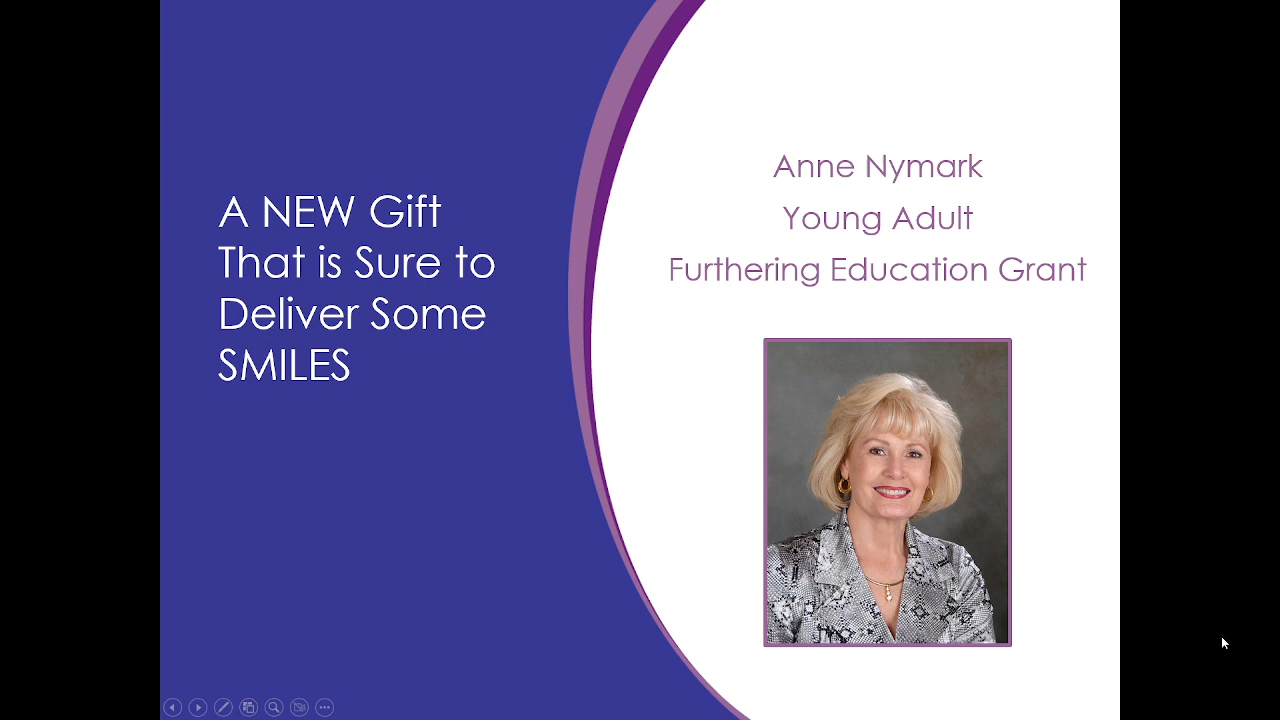 A NEW Gift
That is Sure to
Deliver Some
SMILES
Anne Nymark
Young Adult
Furthering Education Grant